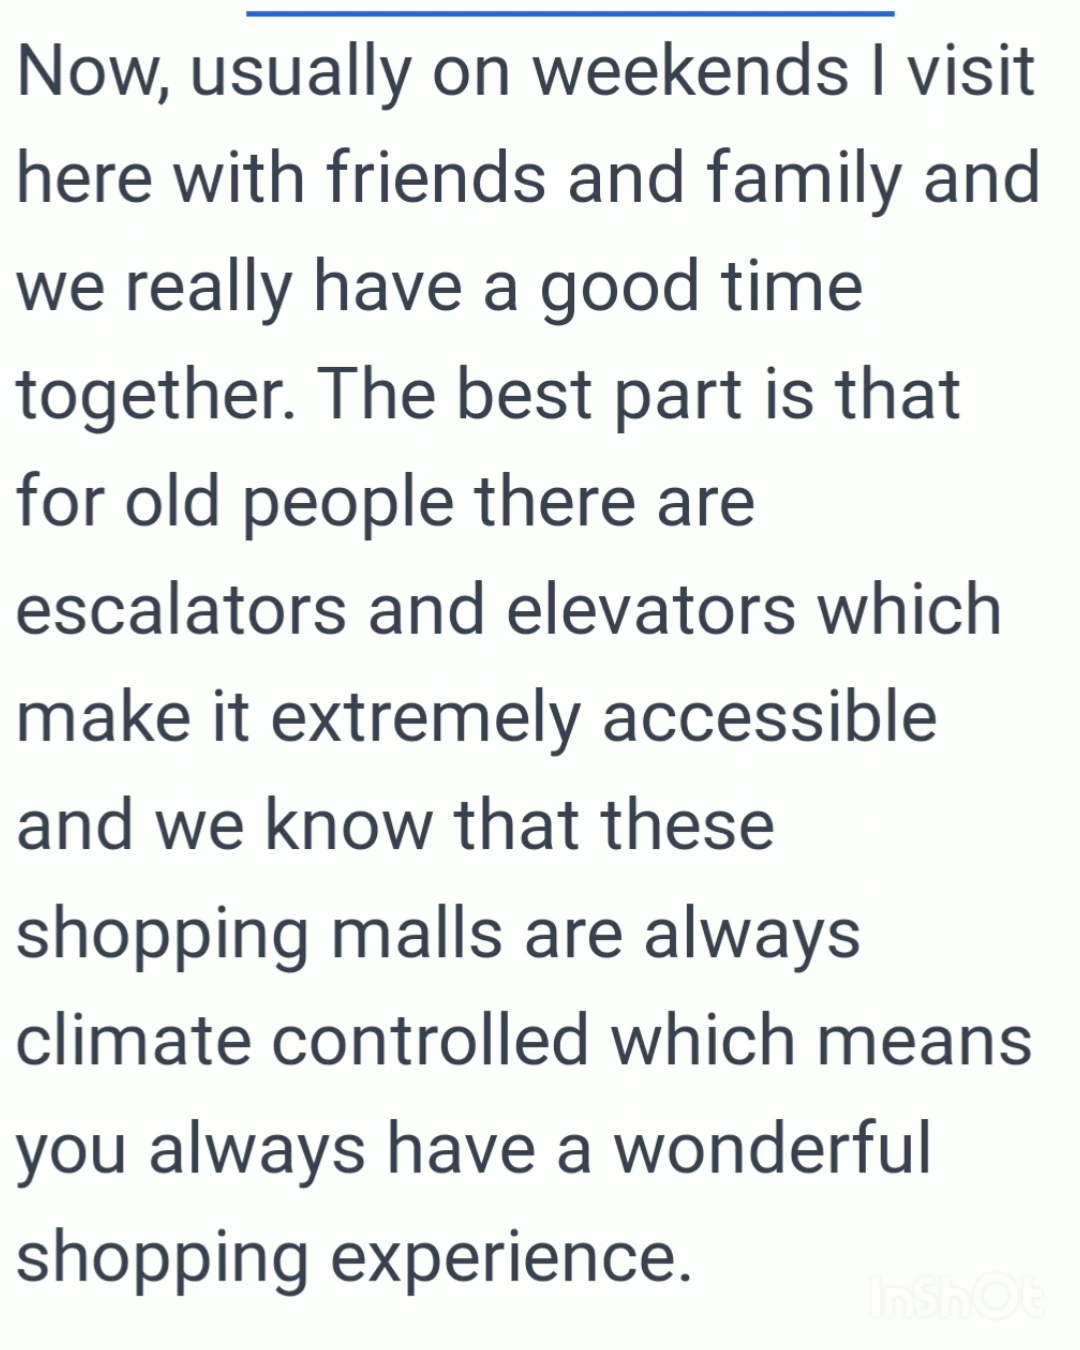 Now, usually on weekends I visit
here with friends and family and
we really have a good time
together. The best part is that
for old people there are
escalators and elevators which
make it extremely accessible
and we know that these
shopping malls are always
climate controlled which means
you always have a wonderful
shopping experience.
InShOt